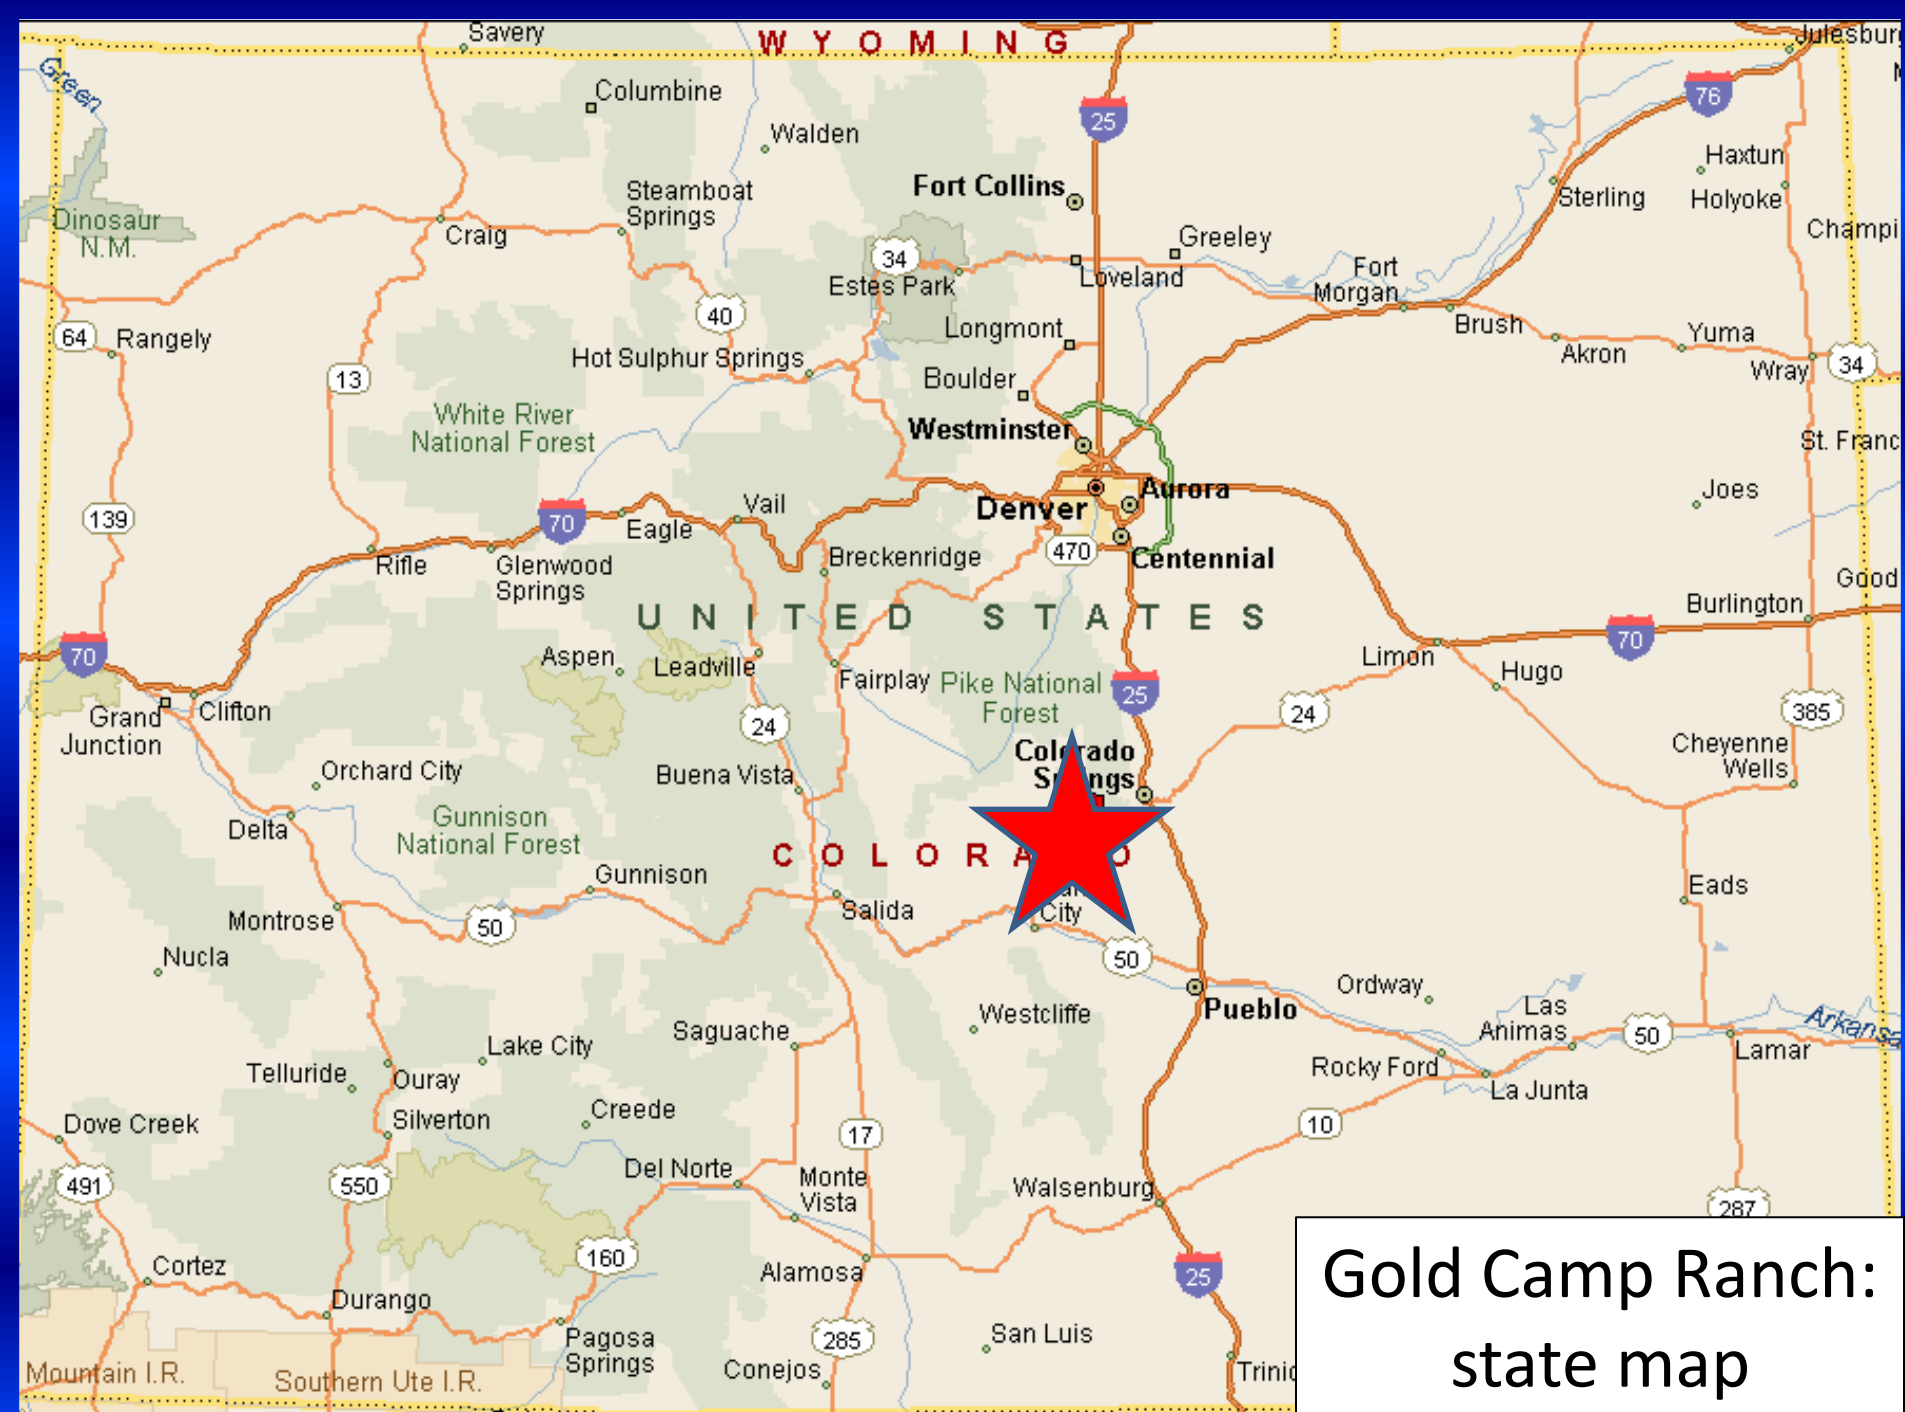 Savery
WYOMING
Julesburg
Green
Columbine
76
25
Walden
Haxtun
Fort Collins
Steamboat
Springs
Sterling
Holyoke
Dinosaur
N.M.
Craig
Greeley
Champi
34
Estes Park
Loveland
Fort
Morgan
40
64
Rangely
Longmont
Brush
Yuma
Hot Sulphur Springs
Akron
Wray
34
13
Boulder
White River
National Forest
Westminster
St. Franc
139
70
Vail
Denver
Aurora
Joes
Eagle
Rifle
Glenwood
Springs
Breckenridge
470
Centennial
Good
UNITED STATES
Burlington
70
Aspen
Leadville
Fairplay
Pike National
Forest
25
Limon
70
Hugo
Grand
Junction
Clifton
24
24
385
Colorado
Springs
Cheyenne
Wells
Orchard City
Buena Vista
Delta
Gunnison
National Forest
COLORADO
Gunnison
Eads
Montrose
50
Salida
City
Nucla
50
Ordway
Pueblo
Las
Animas
Westcliffe
Saguache
50
Lamar
Arkansa
Lake City
Telluride
Ouray
Rocky Ford
La Junta
Dove Creek
Silverton
Creede
17
10
491
550
Del Norte
Monte
Vista
Walsenburg
287
160
Cortez
Alamosa
25
Durango
Pagosa
Springs
285
San Luis
Mountain I.R.
Southern Ute I.R.
Conejos
Trinid
Gold Camp Ranch:
state map